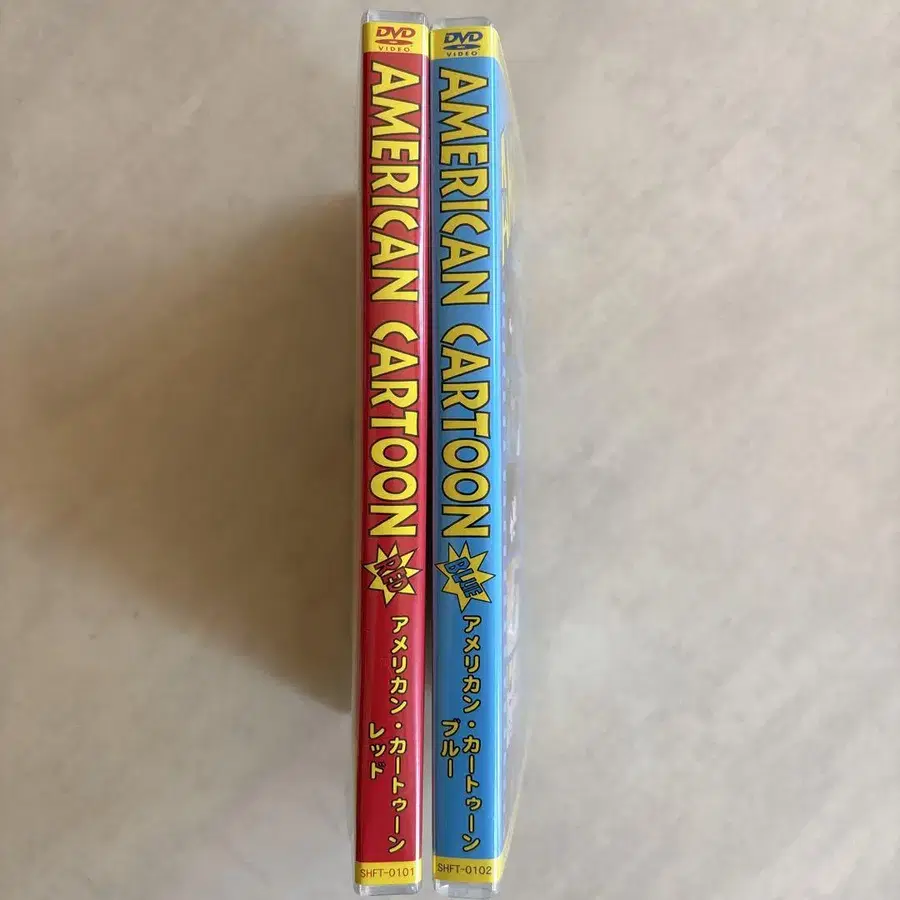 DVD
VIDEO
AMERICAN CARTOON
RED
アメリカン・カートゥーン
レッド
SHFT-0101
DVD
VIDEO
AMERICAN CARTOON
BLUE
アメリカン・カートゥーン
ブルー
SHFT-0102